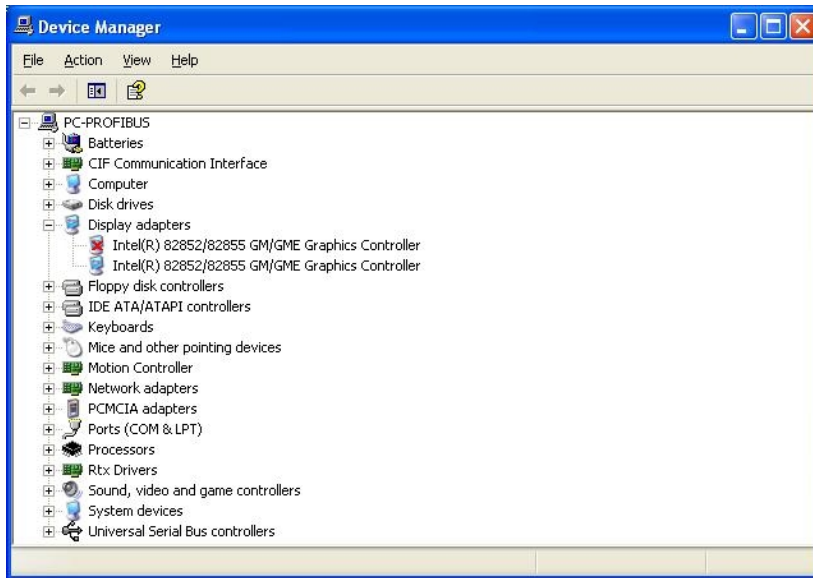 Device Manager
File Action View Help
PC-PROFIBUS
Batteries
CIF Communication Interface
Computer
Disk drives
Display adapters
Intel(R) 82852/82855 GM/GME Graphics Controller
Intel(R) 82852/82855 GM/GME Graphics Controller
Floppy disk controllers
IDE ATA/ATAPI controllers
Keyboards
Mice and other pointing devices
Motion Controller
Network adapters
PCMCIA adapters
Ports (COM & LPT)
Processors
Rtx Drivers
Sound, video and game controllers
System devices
Universal Serial Bus controllers